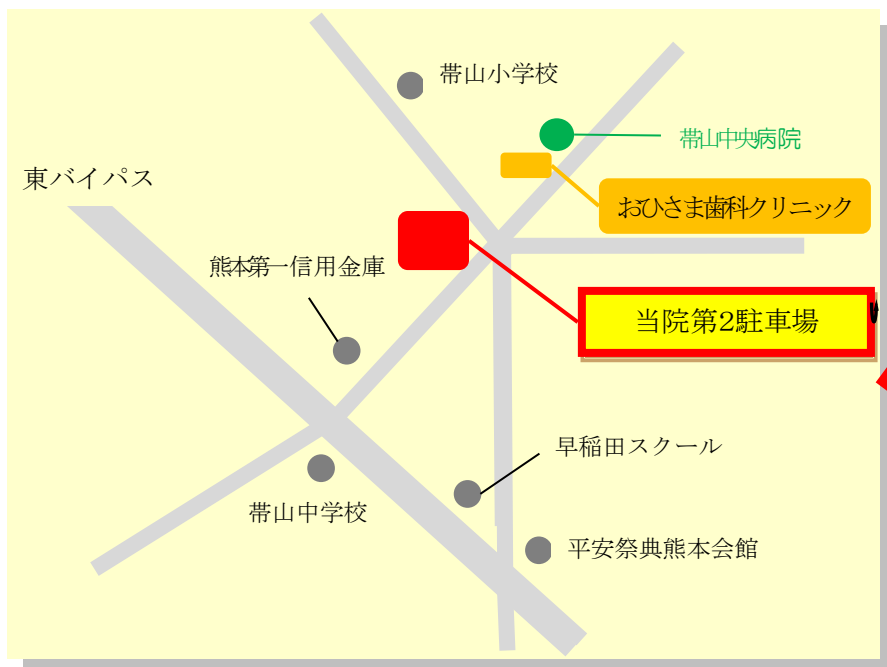 帯山小学校
帯山中央病院
東バイパス
おひさま歯科クリニック
熊本第一信用金庫
当院第2駐車場
早稲田スクール
帯山中学校
平安祭典熊本会館